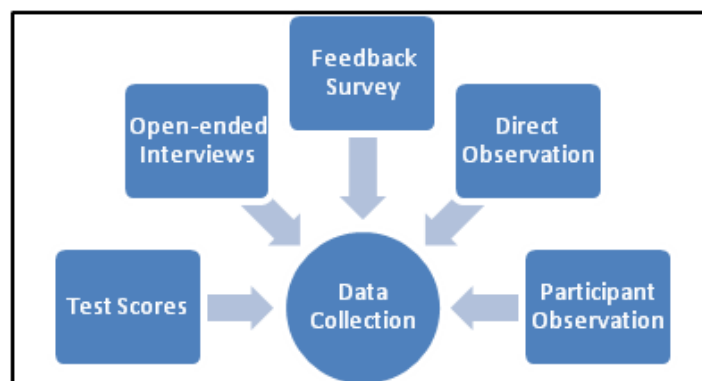 Feedback
Survey
Open-ended
Interviews
Direct
Observation
Test Scores
Data
Collection
Participant
Observation